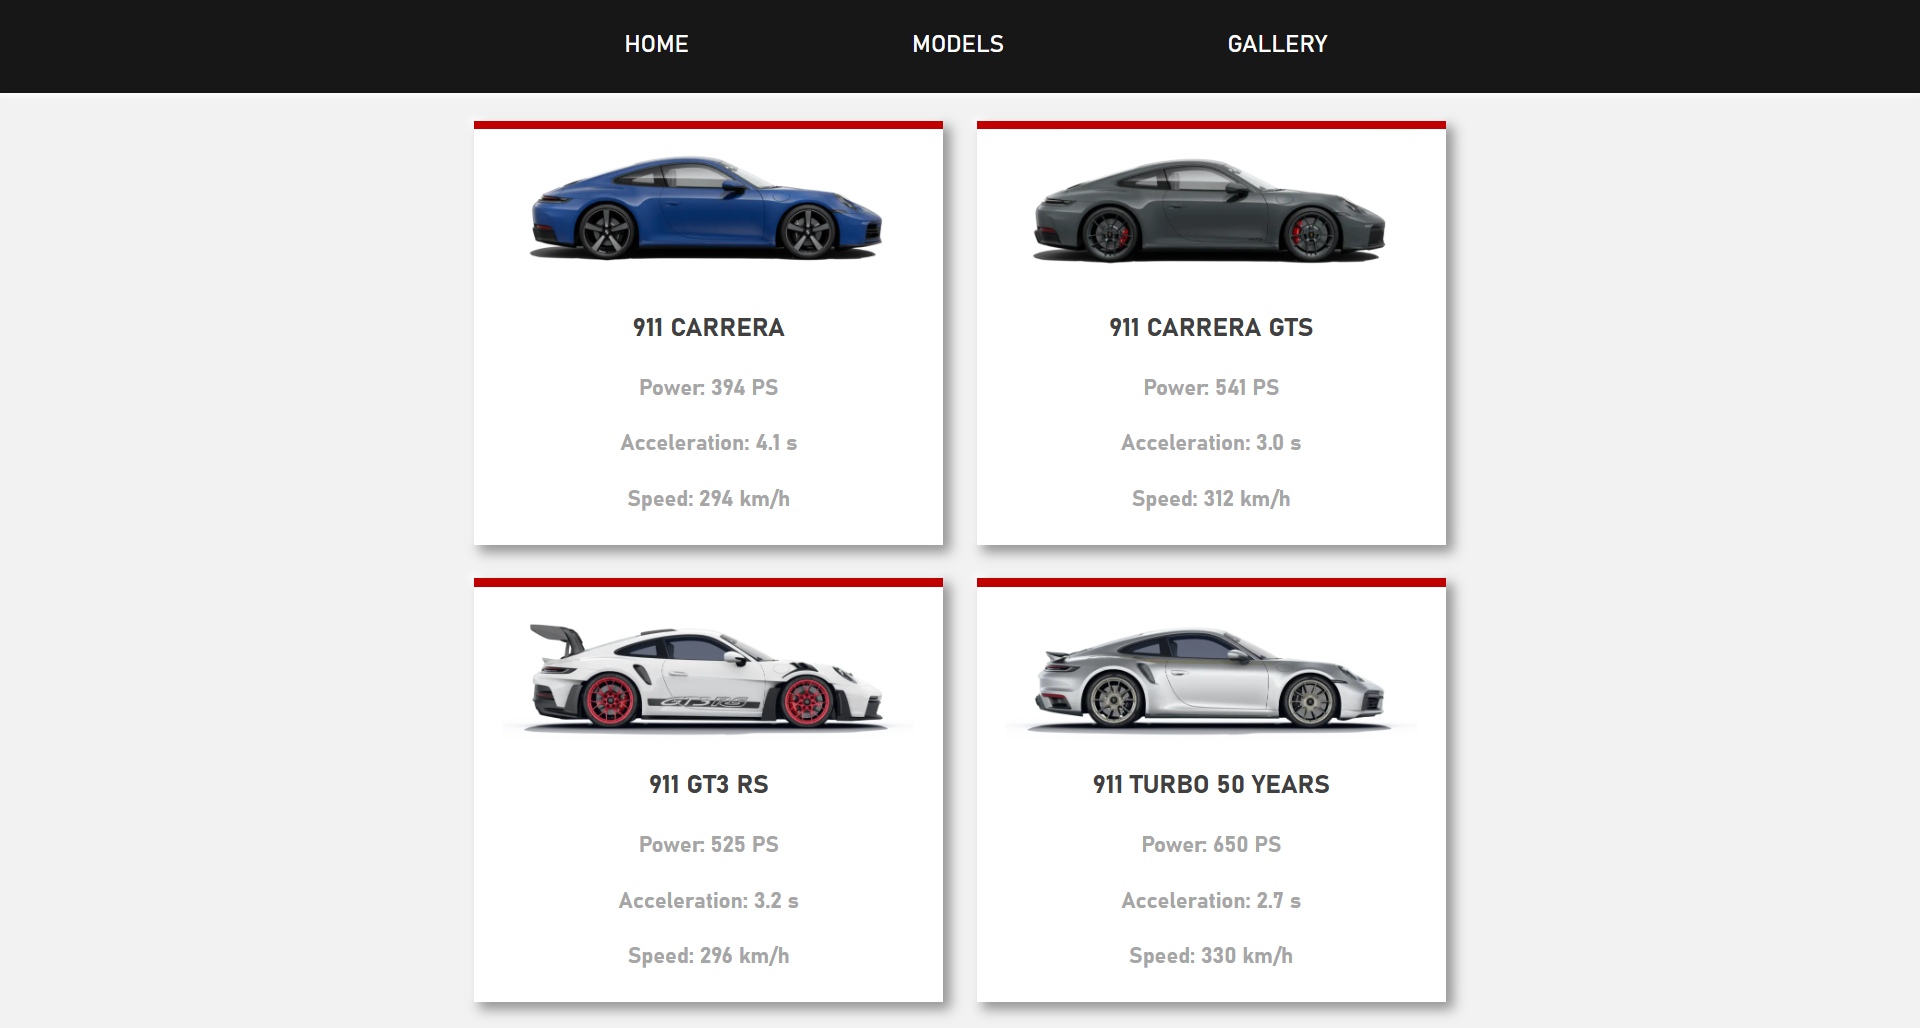 HOME MODELS GALLERY
911 CARRERA
Power: 394 PS
Acceleration: 4.1 s
Speed: 294 km/h
911 CARRERA GTS
Power: 541 PS
Acceleration: 3.0 s
Speed: 312 km/h
GT3 RS
911 GT3 RS
Power: 525 PS
Acceleration: 3.2 s
Speed: 296 km/h
911 TURBO 50 YEARS
Power: 650 PS
Acceleration: 2.7 s
Speed: 330 km/h